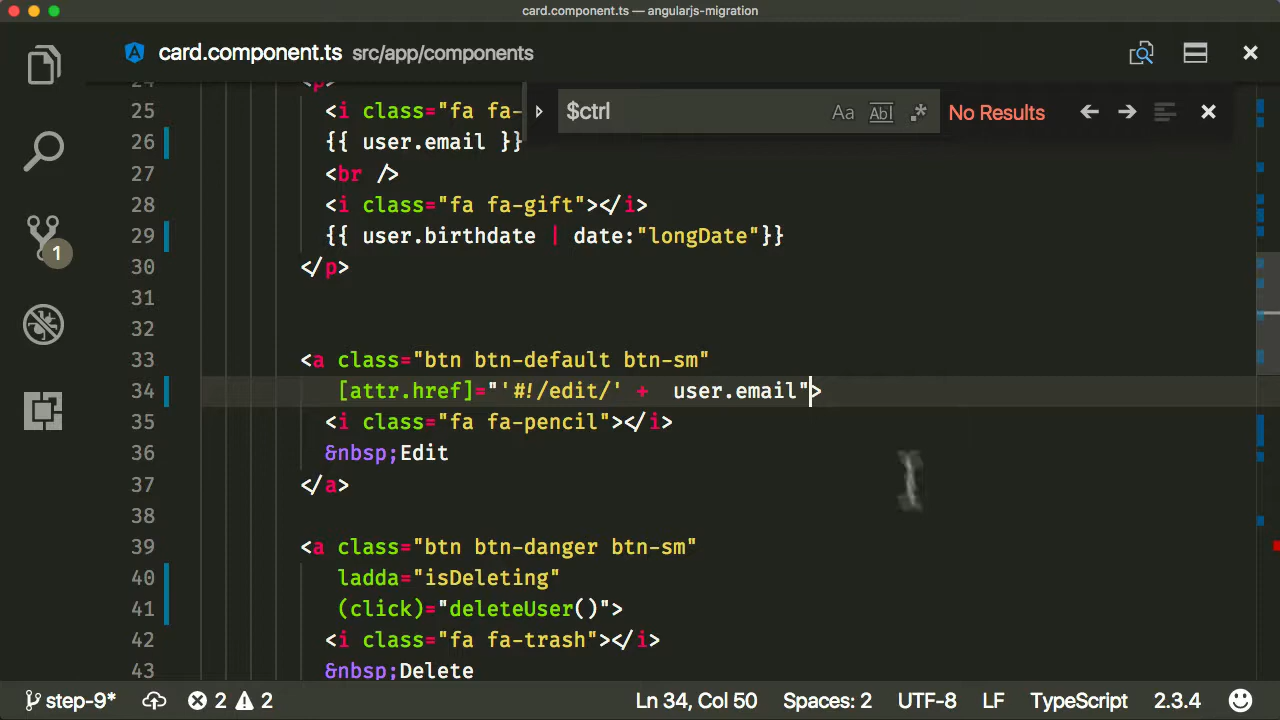 card.component.ts — angularjs-migration
card.component.ts src/app/components
$ctrl Aa Abl .* No Results
24 <p>
25 <i class="fa fa-
26 {{ user.email }}
27 <br />
28 <i class="fa fa-gift"></i>
29 {{ user.birthdate | date:"longDate"}}
30 </p>
31
32
33 <a class="btn btn-default btn-sm"
34 [attr.href]="'#!/edit/' +  user.email">
35 <i class="fa fa-pencil"></i>
36 &nbsp;Edit
37 </a>
38
39 <a class="btn btn-danger btn-sm"
40 ladda="isDeleting"
41 (click)="deleteUser()">
42 <i class="fa fa-trash"></i>
43 &nbsp;Delete
1
step-9* 2 2 Ln 34, Col 50 Spaces: 2 UTF-8 LF TypeScript 2.3.4